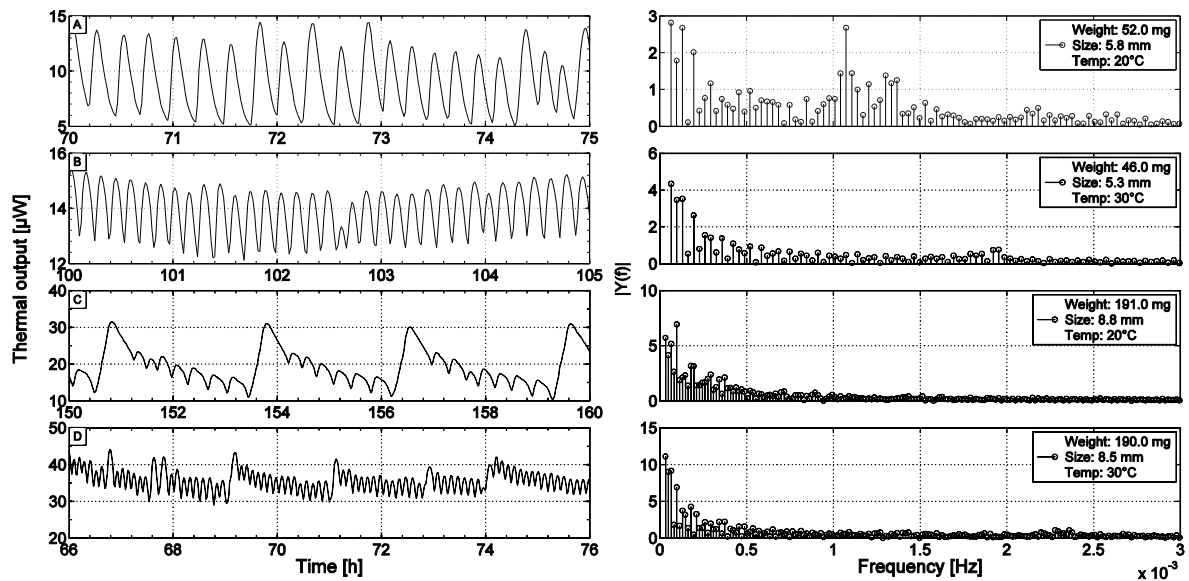 A
15
10
5
70 71 72 73 74 75
B
16
14
12
100 101 102 103 104 105
C
40
30
20
10
150 152 154 156 158 160
D
50
40
30
20
66 68 70 72 74 76
Thermal output [µW]
Time [h]
3
2
1
0
Weight: 52.0 mg
Size: 5.8 mm
Temp: 20°C
6
4
2
0
Weight: 46.0 mg
Size: 5.3 mm
Temp: 30°C
10
5
0
Weight: 191.0 mg
Size: 8.8 mm
Temp: 20°C
15
10
5
0
Weight: 190.0 mg
Size: 8.5 mm
Temp: 30°C
0 0.5 1 1.5 2 2.5 3
x 10⁻³
|Y(f)|
Frequency [Hz]